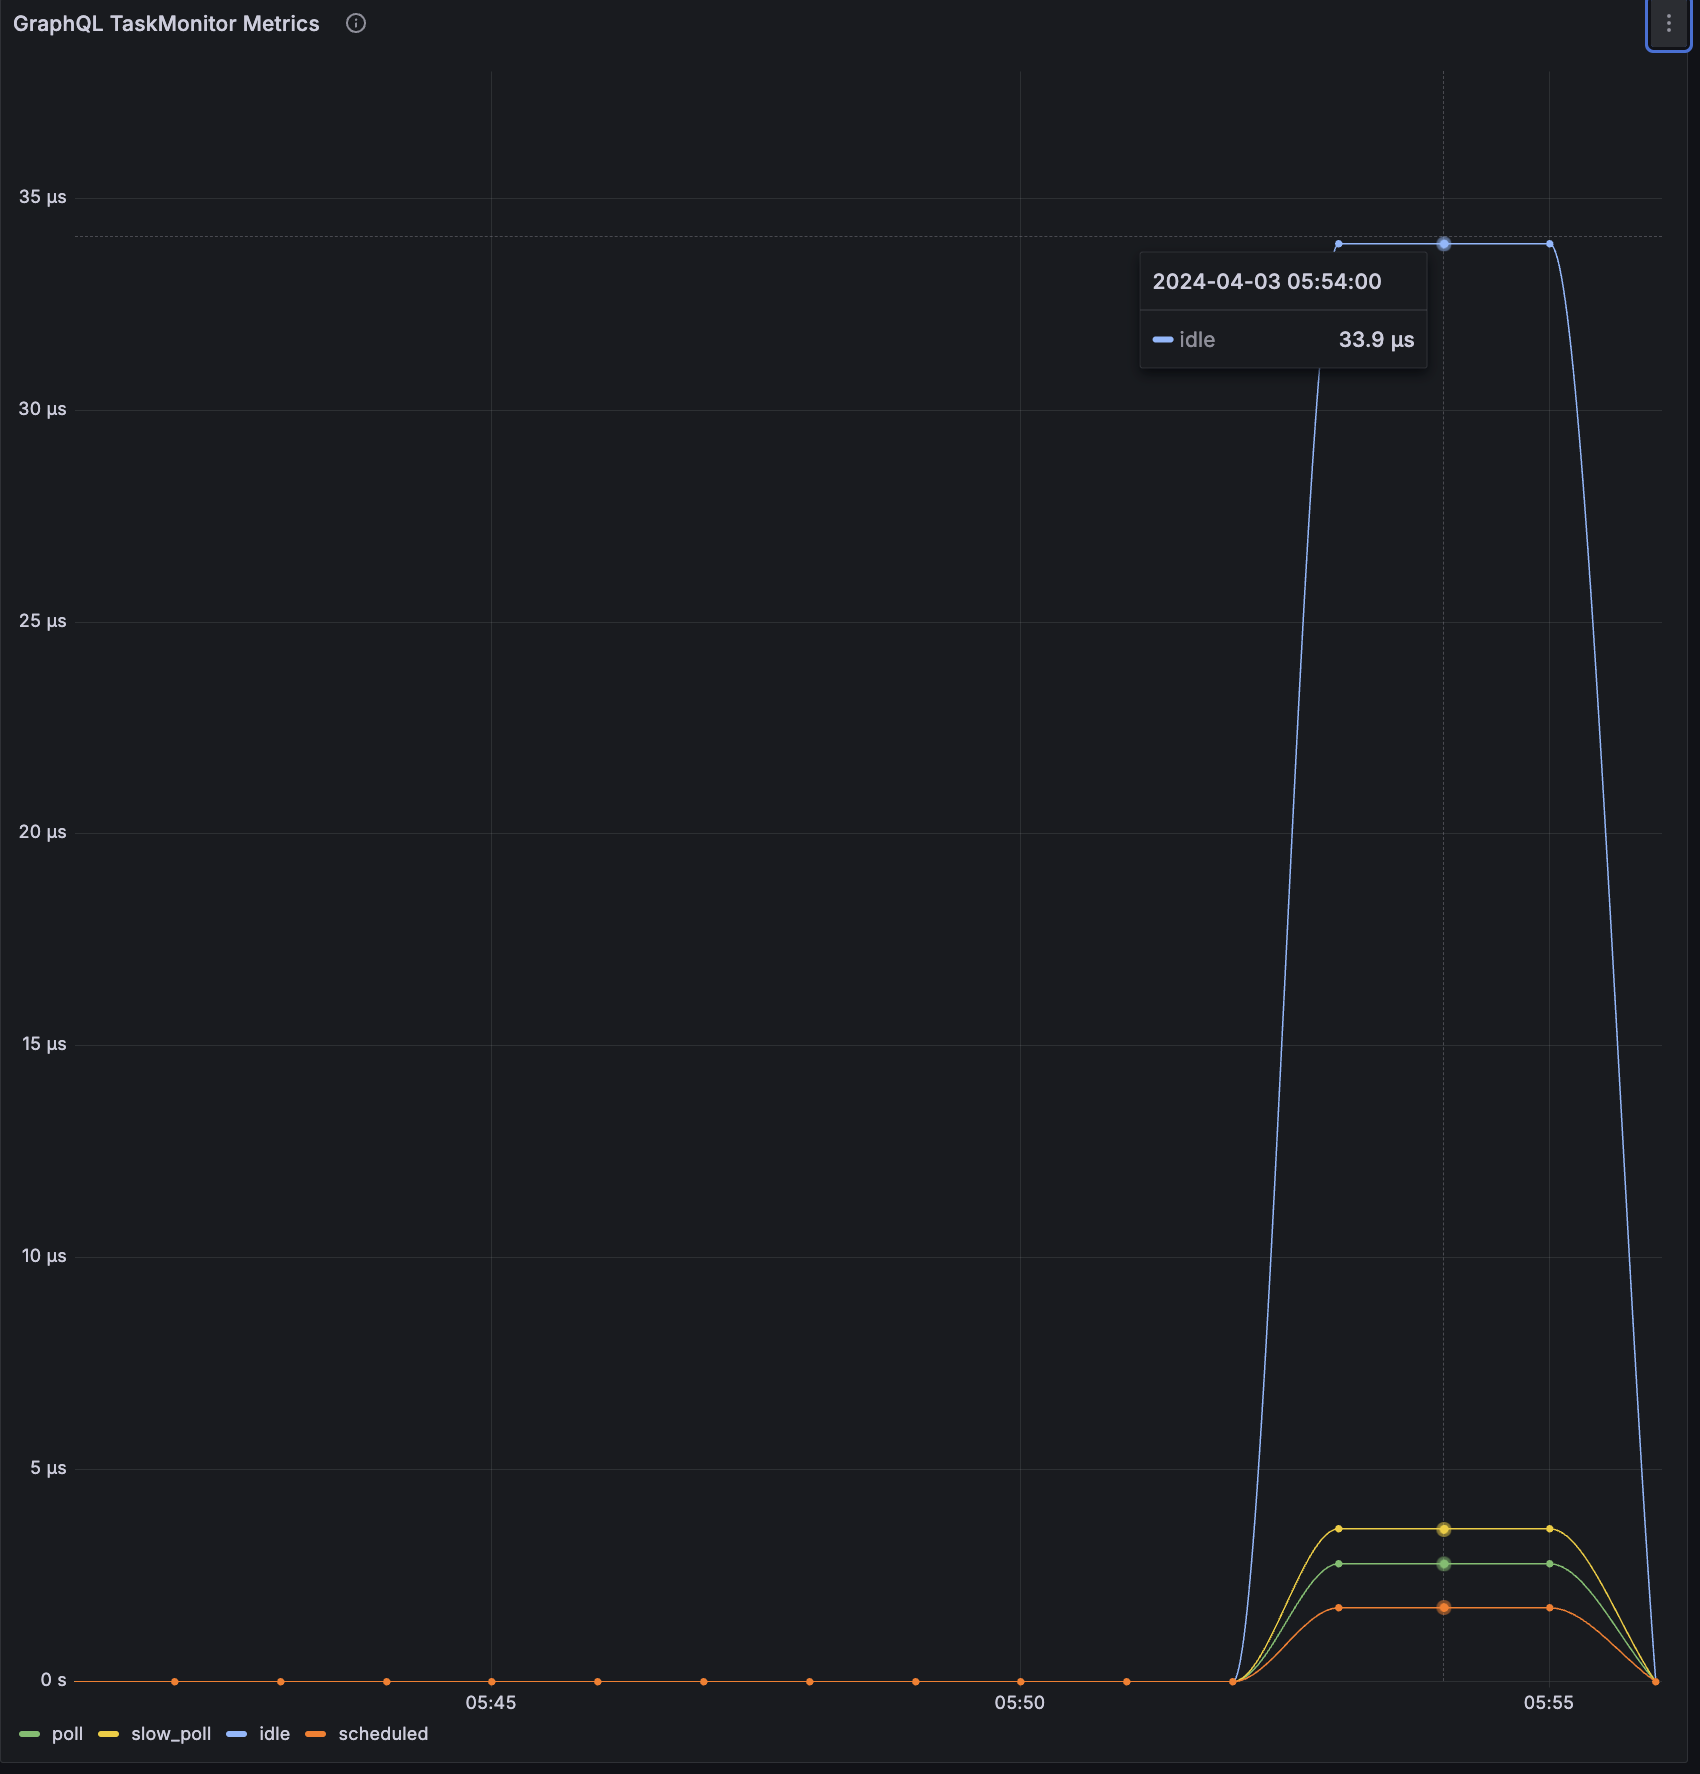 GraphQL TaskMonitor Metrics
35 µs
2024-04-03 05:54:00
idle 33.9 µs
30 µs
25 µs
20 µs
15 µs
10 µs
5 µs
0 s
05:45 05:50 05:55
poll slow_poll idle scheduled